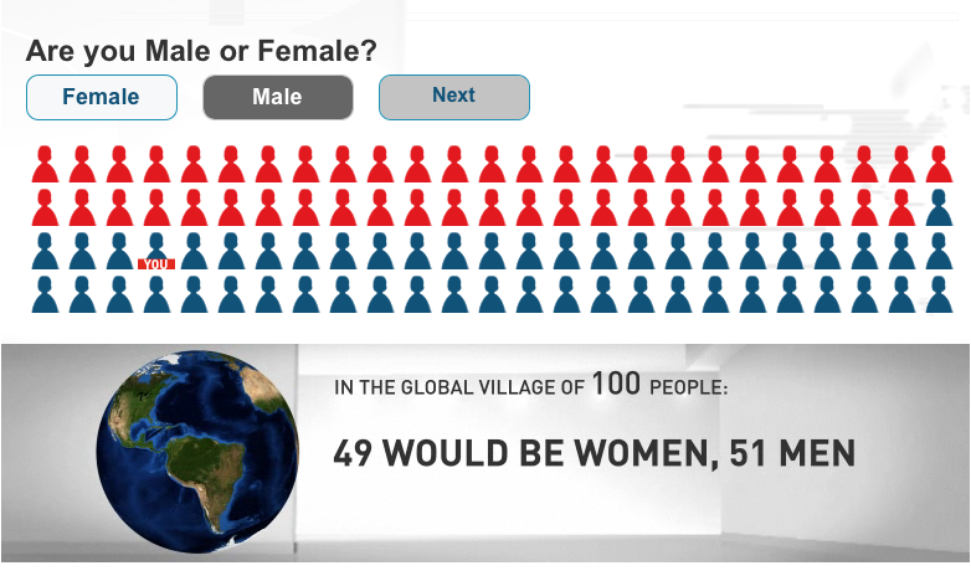 Are you Male or Female?
Female Male Next
YOU
IN THE GLOBAL VILLAGE OF 100 PEOPLE:
49 WOULD BE WOMEN, 51 MEN